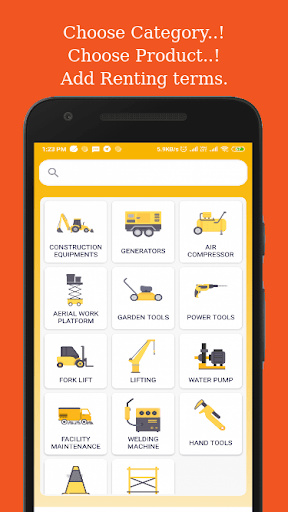 Choose Category..!
Choose Product..!
Add Renting terms.
1:23 PM
5.9KB/s
CONSTRUCTION
EQUIPMENTS
GENERATORS
AIR
COMPRESSOR
AERIAL WORK
PLATFORM
GARDEN TOOLS
POWER TOOLS
FORK LIFT
LIFTING
WATER PUMP
FACILITY
MAINTENANCE
WELDING
MACHINE
HAND TOOLS